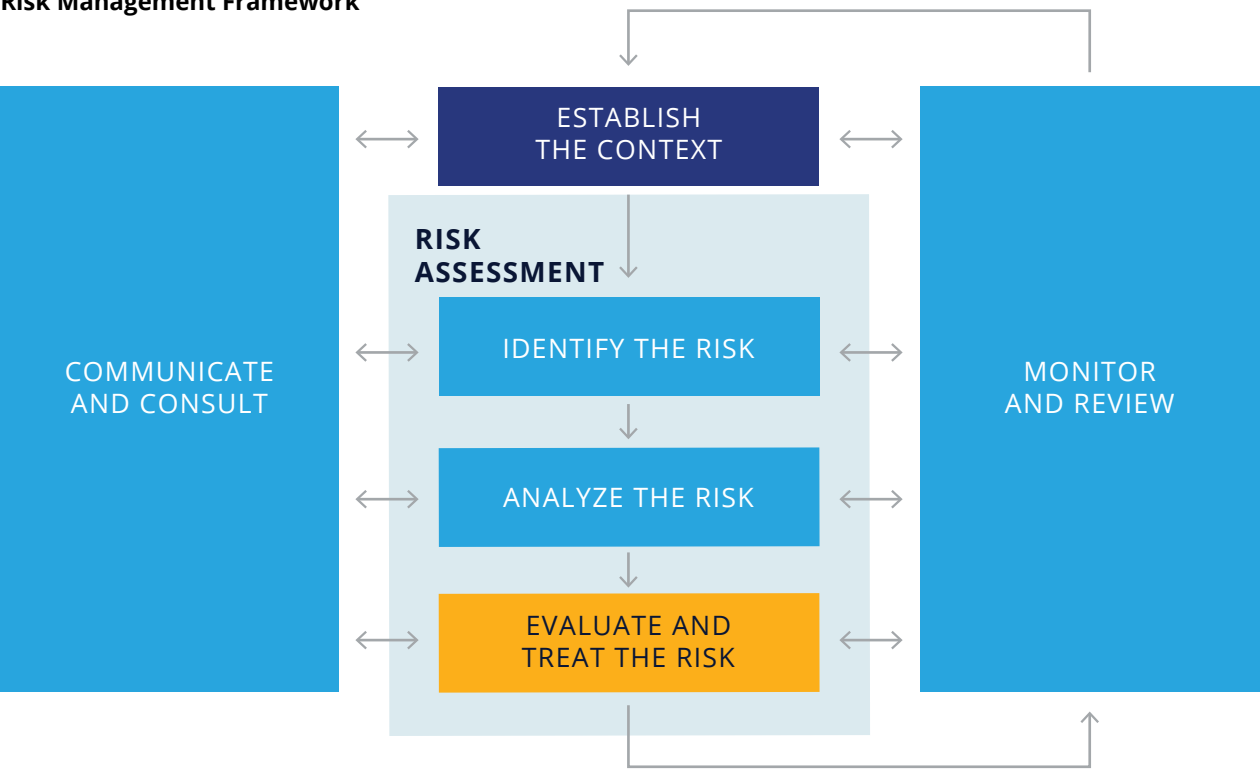 Risk Management Framework
ESTABLISH
THE CONTEXT
RISK
ASSESSMENT
IDENTIFY THE RISK
COMMUNICATE
AND CONSULT
MONITOR
AND REVIEW
ANALYZE THE RISK
EVALUATE AND
TREAT THE RISK